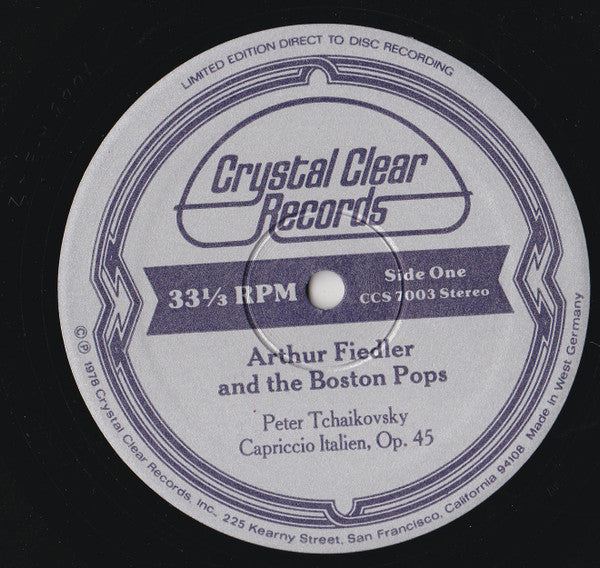 LIMITED EDITION DIRECT TO DISC RECORDING
Crystal Clear
Records
33⅓ RPM
Side One
CCS 7003 Stereo
Arthur Fiedler
and the Boston Pops
Peter Tchaikovsky
Capriccio Italien, Op. 45
© ℗ 1978 Crystal Clear Records, Inc., 225 Kearny Street, San Francisco, California 94108 Made in West Germany